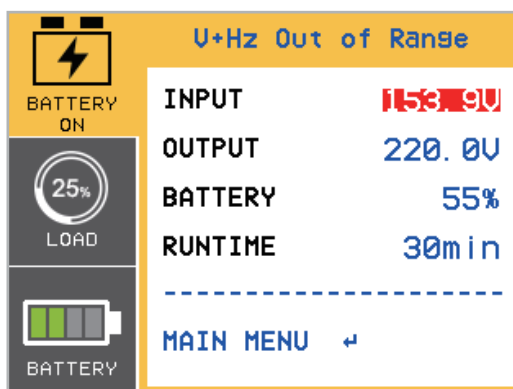 V+Hz Out of Range
BATTERY
ON
INPUT 153.9V
OUTPUT 220.0V
25%
LOAD
BATTERY 55%
RUNTIME 30min
MAIN MENU ↵
BATTERY